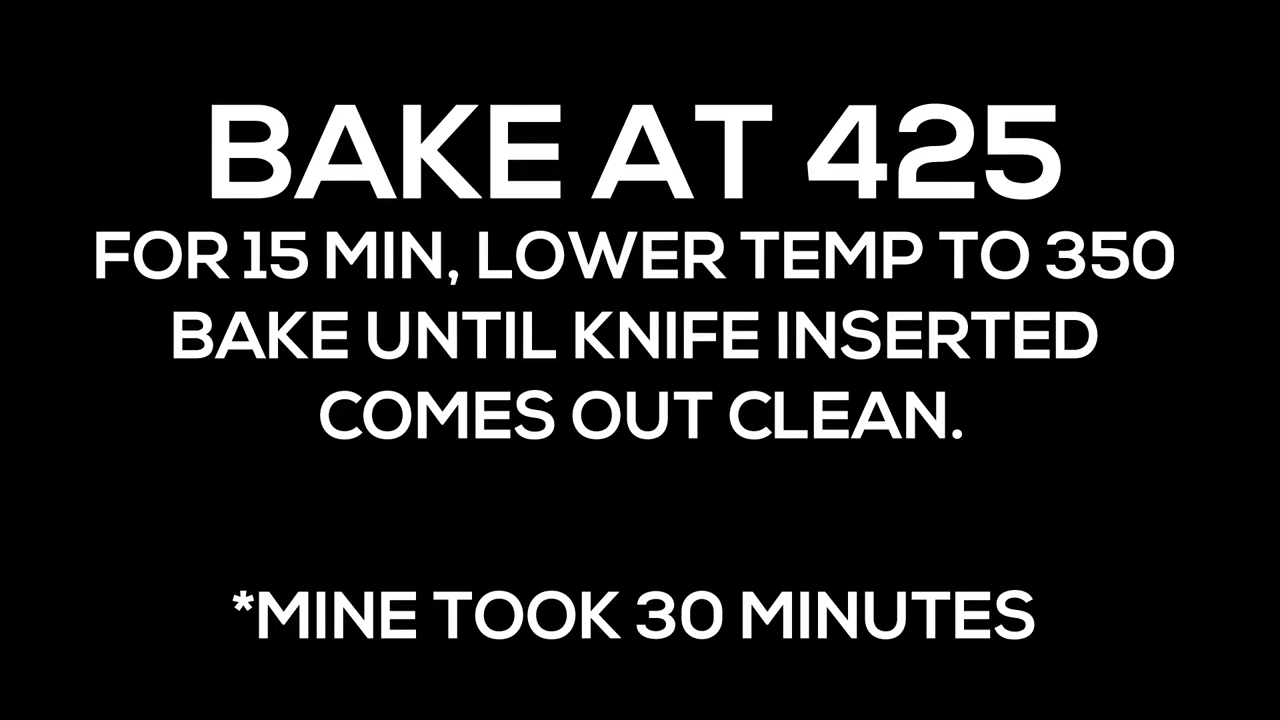 BAKE AT 425
FOR 15 MIN, LOWER TEMP TO 350
BAKE UNTIL KNIFE INSERTED
COMES OUT CLEAN.
*MINE TOOK 30 MINUTES